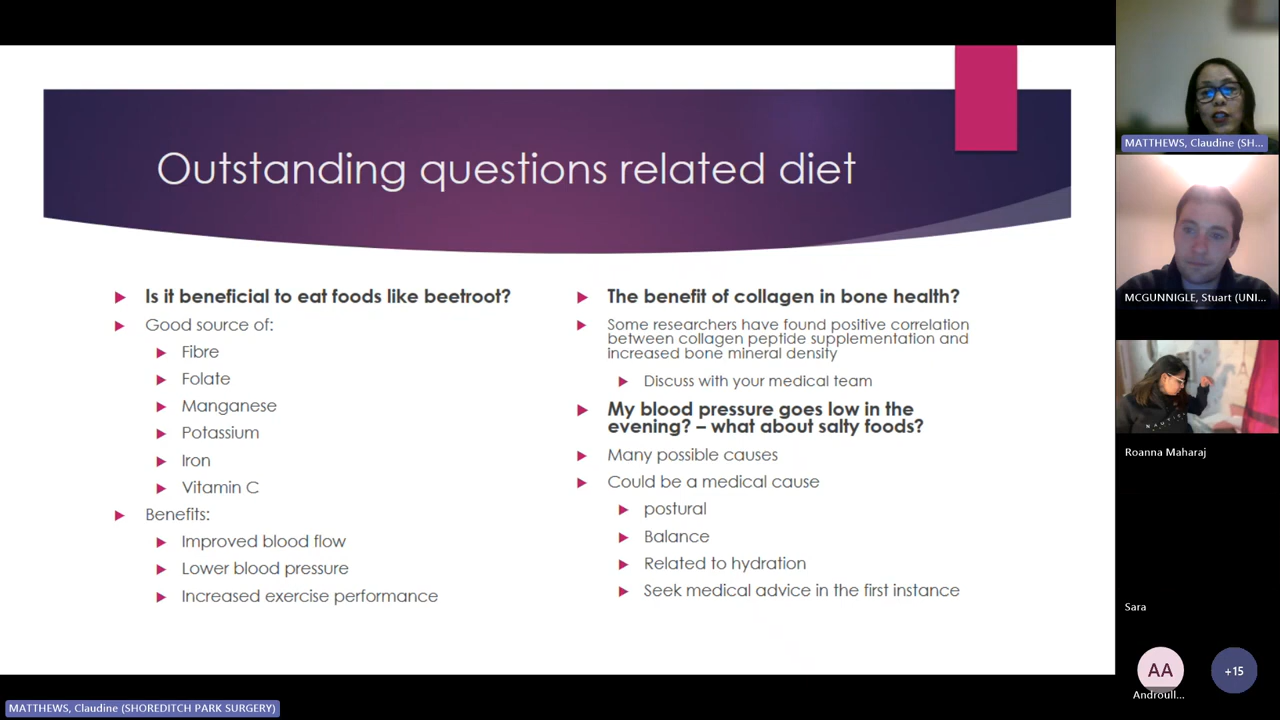 Outstanding questions related diet
Is it beneficial to eat foods like beetroot?
Good source of:
Fibre
Folate
Manganese
Potassium
Iron
Vitamin C
Benefits:
Improved blood flow
Lower blood pressure
Increased exercise performance
The benefit of collagen in bone health?
Some researchers have found positive correlation
between collagen peptide supplementation and
increased bone mineral density
Discuss with your medical team
My blood pressure goes low in the
evening? – what about salty foods?
Many possible causes
Could be a medical cause
postural
Balance
Related to hydration
Seek medical advice in the first instance
MATTHEWS, Claudine (SH...
MCGUNNIGLE, Stuart (UNI...
Roanna Maharaj
Sara
AA
+15
Androull...
MATTHEWS, Claudine (SHOREDITCH PARK SURGERY)